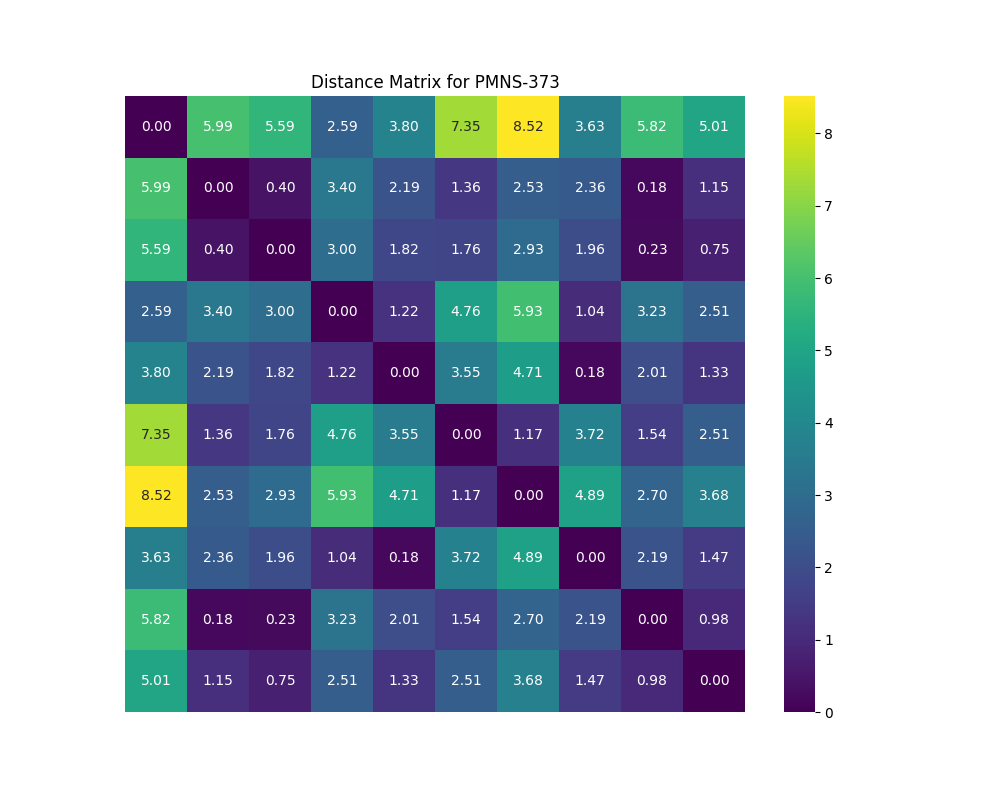 Distance Matrix for PMNS-373
0.00 5.99 5.59 2.59 3.80 7.35 8.52 3.63 5.82 5.01
5.99 0.00 0.40 3.40 2.19 1.36 2.53 2.36 0.18 1.15
5.59 0.40 0.00 3.00 1.82 1.76 2.93 1.96 0.23 0.75
2.59 3.40 3.00 0.00 1.22 4.76 5.93 1.04 3.23 2.51
3.80 2.19 1.82 1.22 0.00 3.55 4.71 0.18 2.01 1.33
7.35 1.36 1.76 4.76 3.55 0.00 1.17 3.72 1.54 2.51
8.52 2.53 2.93 5.93 4.71 1.17 0.00 4.89 2.70 3.68
3.63 2.36 1.96 1.04 0.18 3.72 4.89 0.00 2.19 1.47
5.82 0.18 0.23 3.23 2.01 1.54 2.70 2.19 0.00 0.98
5.01 1.15 0.75 2.51 1.33 2.51 3.68 1.47 0.98 0.00
8
7
6
5
4
3
2
1
0